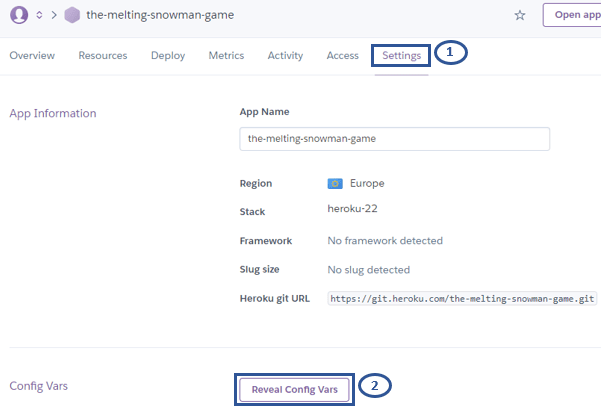 the-melting-snowman-game
Open app
Overview Resources Deploy Metrics Activity Access Settings 1
App Information
App Name
the-melting-snowman-game
Region Europe
Stack heroku-22
Framework No framework detected
Slug size No slug detected
Heroku git URL https://git.heroku.com/the-melting-snowman-game.git
Config Vars Reveal Config Vars 2